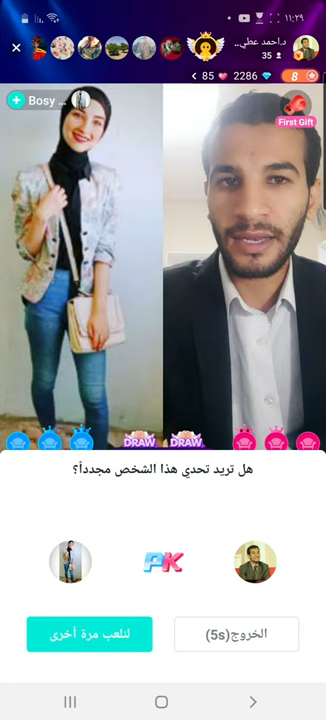 ١١:٢٩
د.احمد عطي...
35
85
2286
8
Bosy ...
First Gift
DRAW DRAW
هل تريد تحدي هذا الشخص مجدداً؟
PK
لنلعب مرة أخرى
الخروج(5s)